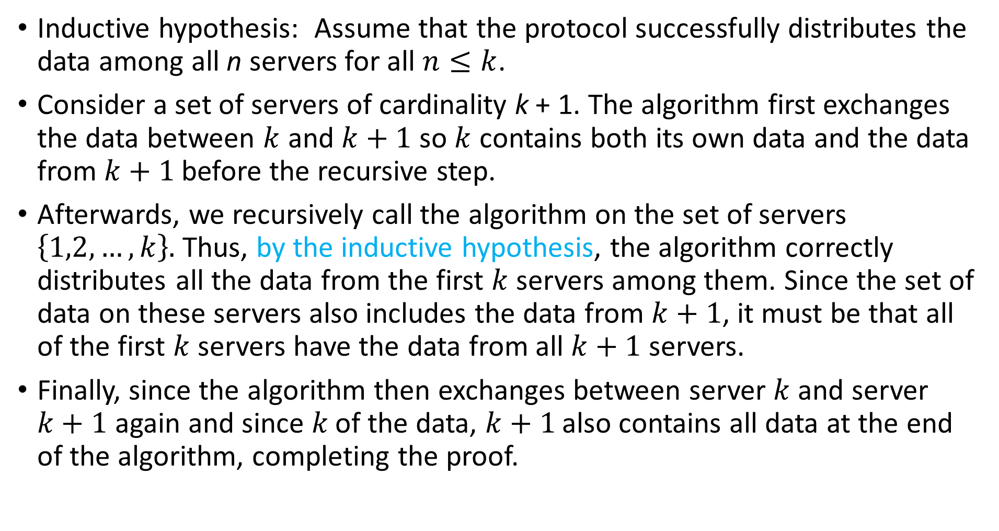 • Inductive hypothesis:  Assume that the protocol successfully distributes the
data among all n servers for all n ≤ k.
• Consider a set of servers of cardinality k + 1. The algorithm first exchanges
the data between k and k + 1 so k contains both its own data and the data
from k + 1 before the recursive step.
• Afterwards, we recursively call the algorithm on the set of servers
{1,2, … , k}. Thus, by the inductive hypothesis, the algorithm correctly
distributes all the data from the first k servers among them. Since the set of
data on these servers also includes the data from k + 1, it must be that all
of the first k servers have the data from all k + 1 servers.
• Finally, since the algorithm then exchanges between server k and server
k + 1 again and since k of the data, k + 1 also contains all data at the end
of the algorithm, completing the proof.